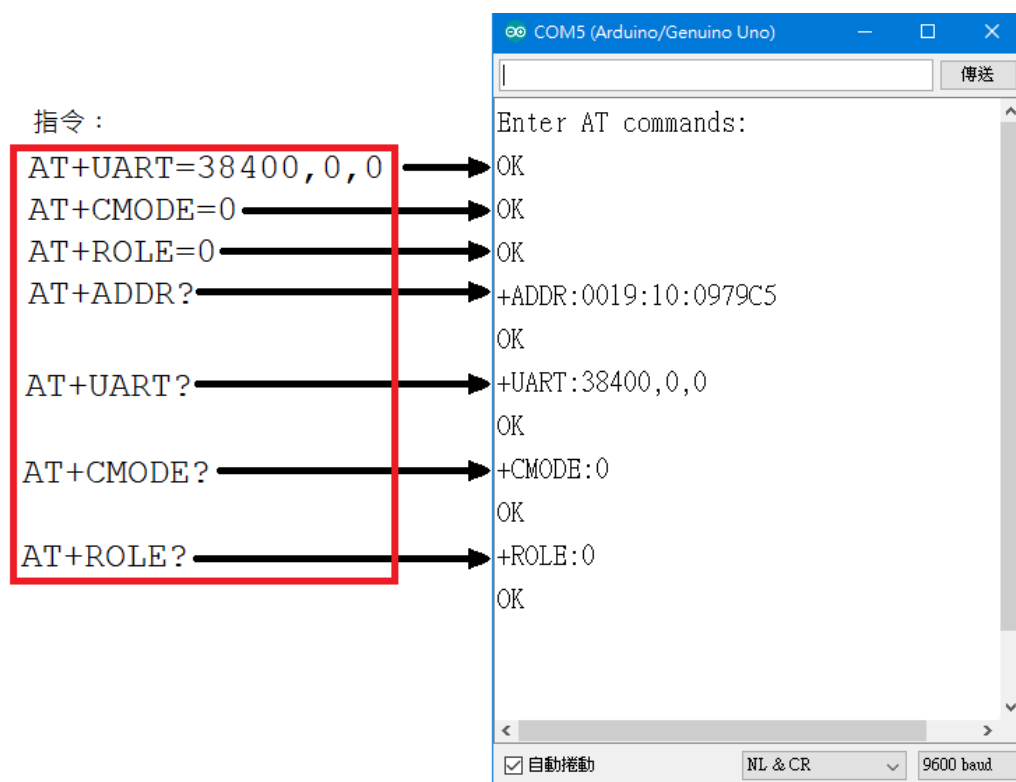 COM5 (Arduino/Genuino Uno)
傳送
指令：
Enter AT commands:
AT+UART=38400,0,0 OK
AT+CMODE=0 OK
AT+ROLE=0 OK
AT+ADDR? +ADDR:0019:10:0979C5
OK
AT+UART? +UART:38400,0,0
OK
AT+CMODE? +CMODE:0
OK
AT+ROLE? +ROLE:0
OK
自動捲動 NL & CR 9600 baud